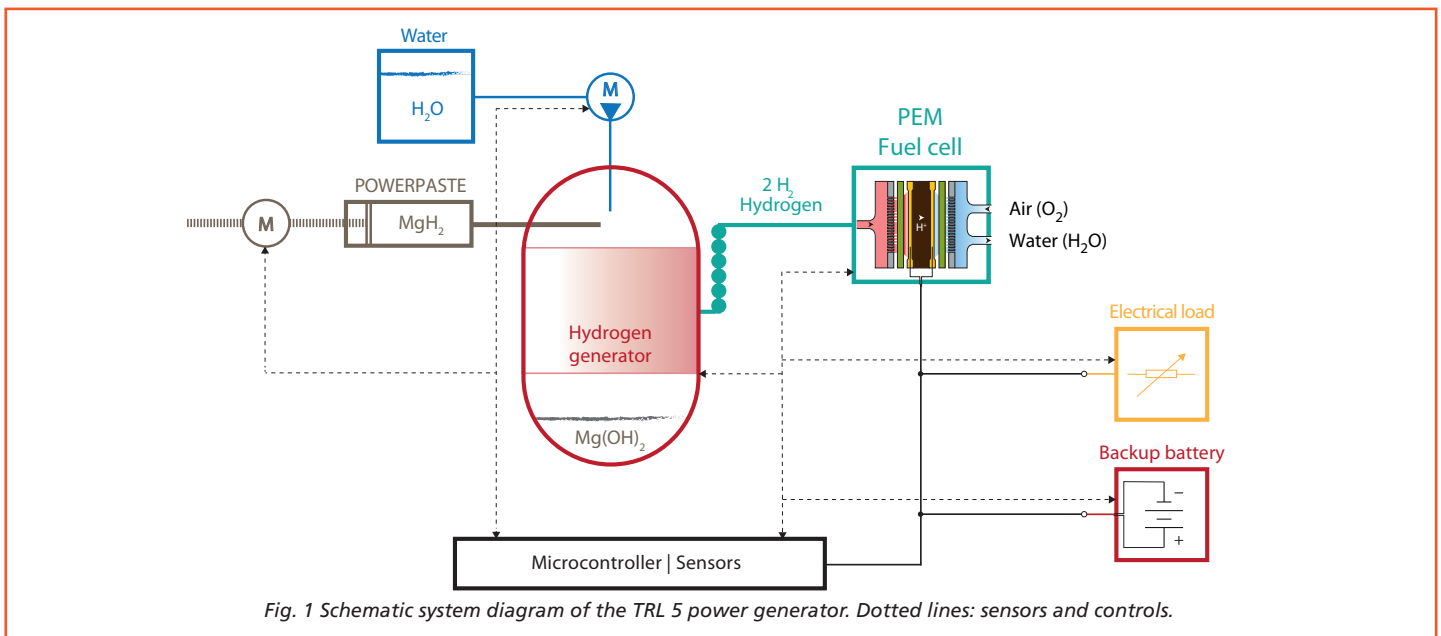 Water
H₂O
M
PEM
Fuel cell
POWERPASTE
MgH₂
M
2 H₂
Hydrogen
H⁺
Air (O₂)
Water (H₂O)
Hydrogen
generator
Electrical load
Mg(OH)₂
Backup battery
−
+
Microcontroller | Sensors
Fig. 1 Schematic system diagram of the TRL 5 power generator. Dotted lines: sensors and controls.